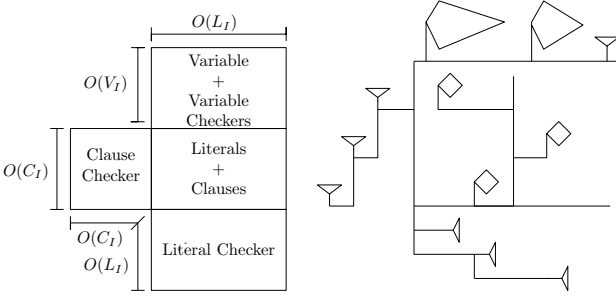 O(L_I)
O(V_I)
Variable
+
Variable
Checkers
O(C_I)
Clause
Checker
Literals
+
Clauses
O(C_I)
O(L_I)
Literal Checker